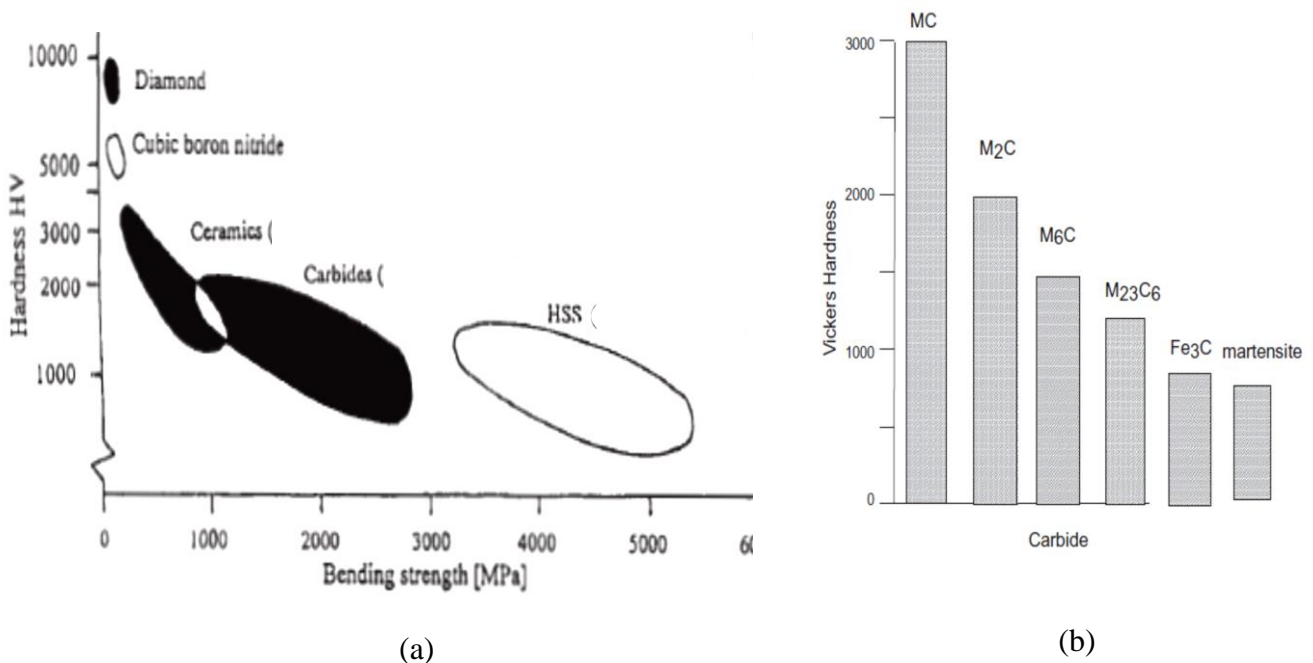 10000
Diamond
Cubic boron nitride
5000
3000
Ceramics (
Carbides (
2000
HSS (
1000
Hardness HV
0 1000 2000 3000 4000 5000
Bending strength [MPa]
(a)
MC
3000
M2C
2000
M6C
M23C6
Fe3C martensite
1000
0
Vickers Hardness
Carbide
(b)